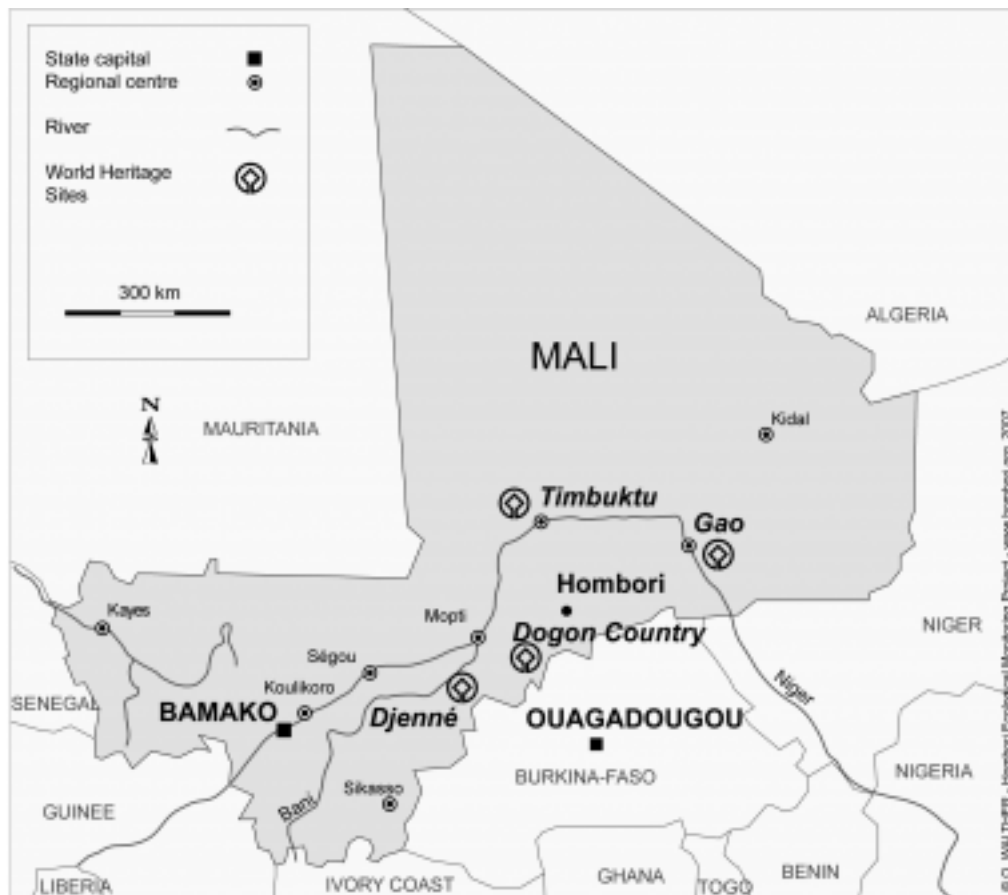 State capital
Regional centre
River
World Heritage
Sites
300 km
N
MALI
ALGERIA
MAURITANIA
Kidal
Timbuktu
Gao
Hombori
Kayes
Mopti
Dogon Country
NIGER
Ségou
Koulikoro
SENEGAL
BAMAKO
Djenné
Niger
OUAGADOUGOU
BURKINA-FASO
NIGERIA
Sikasso
Bani
GUINEE
LIBERIA
IVORY COAST
GHANA
TOGO
BENIN